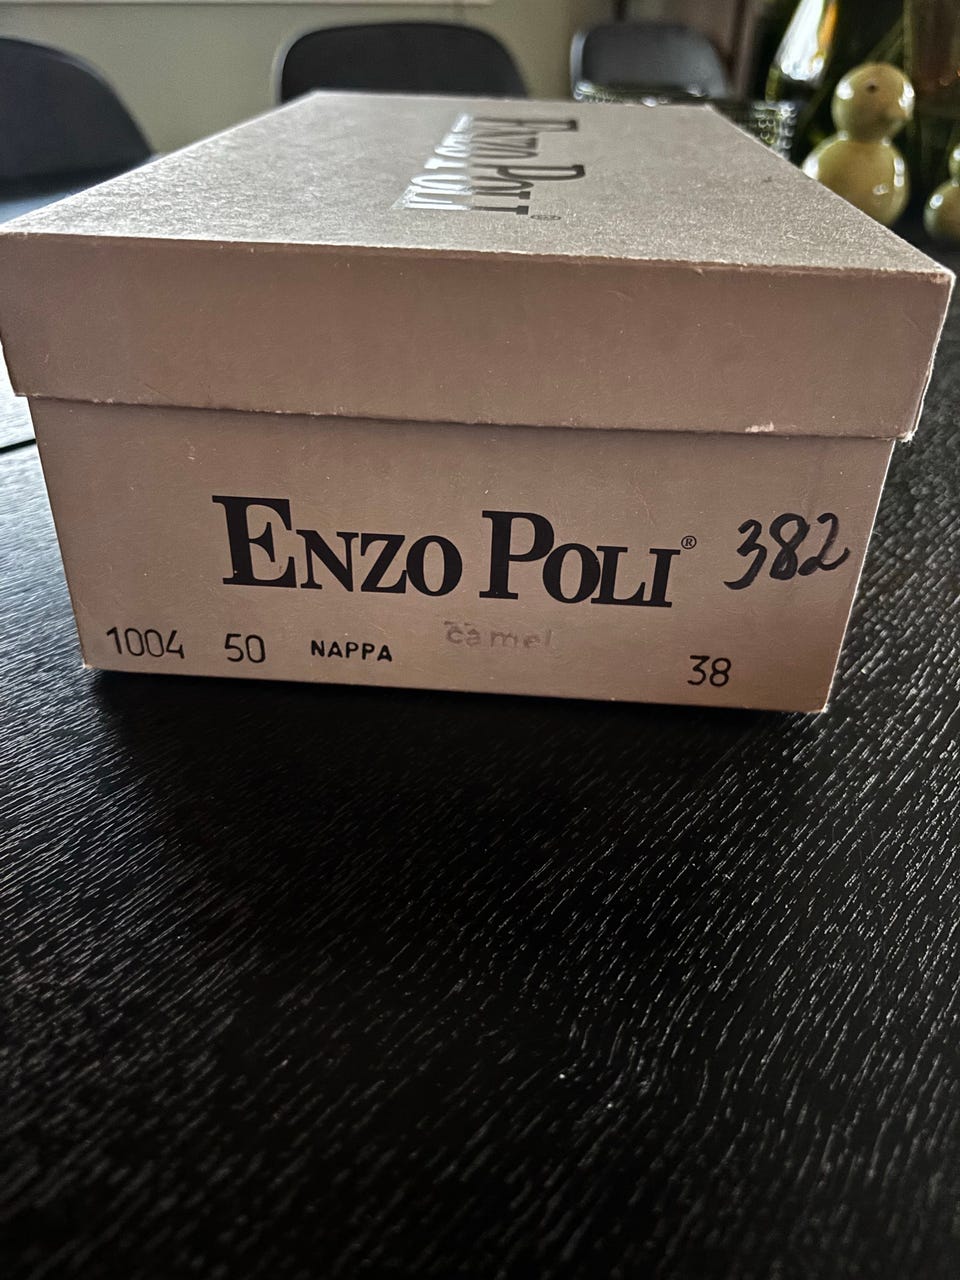 ENZO POLI
ENZO POLI® 382
1004 50 NAPPA camel 38